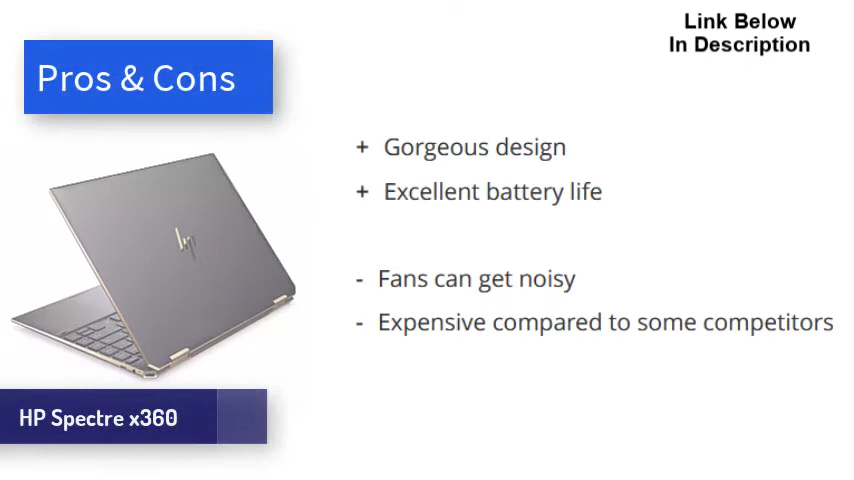 Link Below
In Description
Pros & Cons
+ Gorgeous design
+ Excellent battery life
- Fans can get noisy
- Expensive compared to some competitors
hp
HP Spectre x360